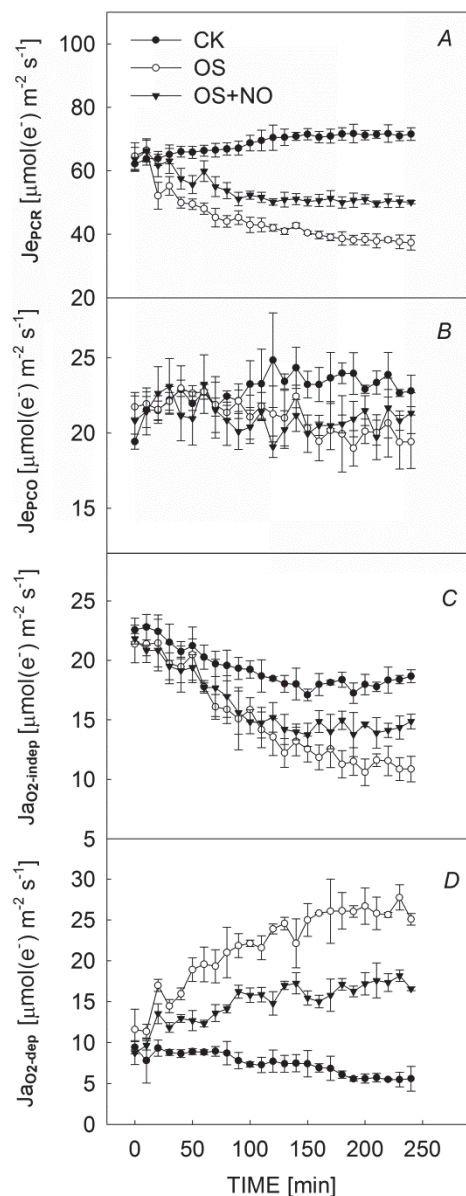 A
CK
OS
OS+NO
100
80
60
40
20
Je_PCR [μmol(e⁻) m⁻² s⁻¹]
B
25
20
15
Je_PCO [μmol(e⁻) m⁻² s⁻¹]
C
25
20
15
10
5
Ja_O2-indep [μmol(e⁻) m⁻² s⁻¹]
D
30
25
20
15
10
5
0
Ja_O2-dep [μmol(e⁻) m⁻² s⁻¹]
0 50 100 150 200 250
TIME [min]